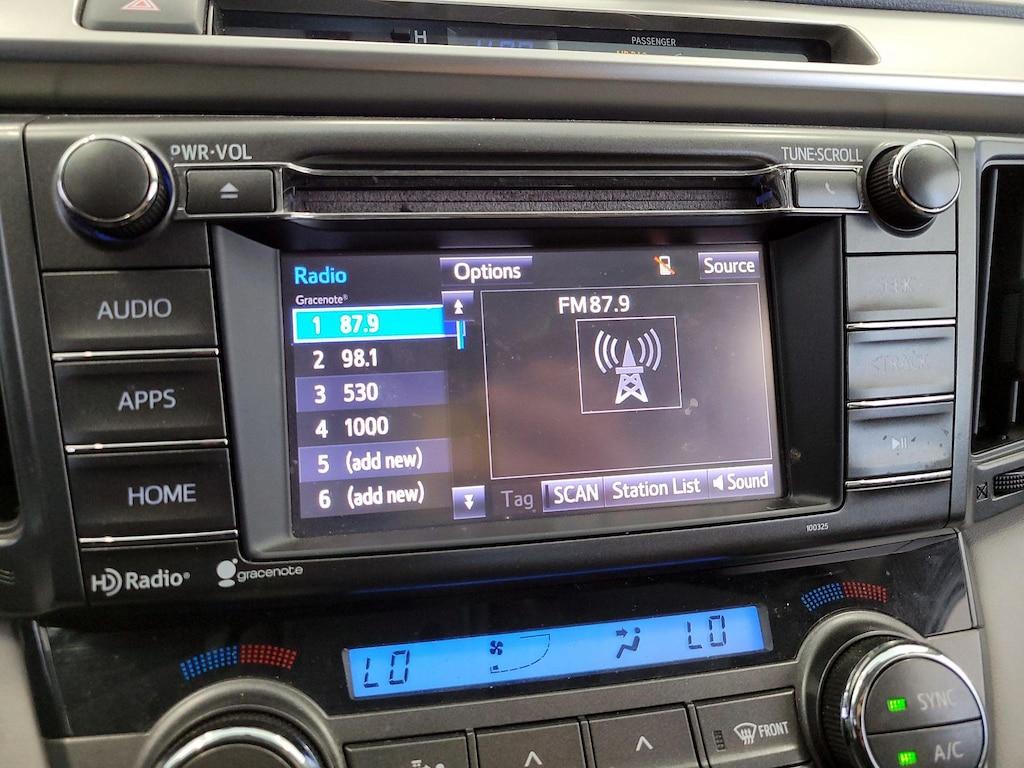 H PASSENGER
PWR·VOL
TUNE·SCROLL
AUDIO
APPS
HOME
Radio
Options
Source
Gracenote®
1 87.9
2 98.1
3 530
4 1000
5 (add new)
6 (add new)
FM 87.9
Tag
SCAN
Station List
Sound
100325
HD Radio®
gracenote
LO
LO
FRONT
SYNC
A/C